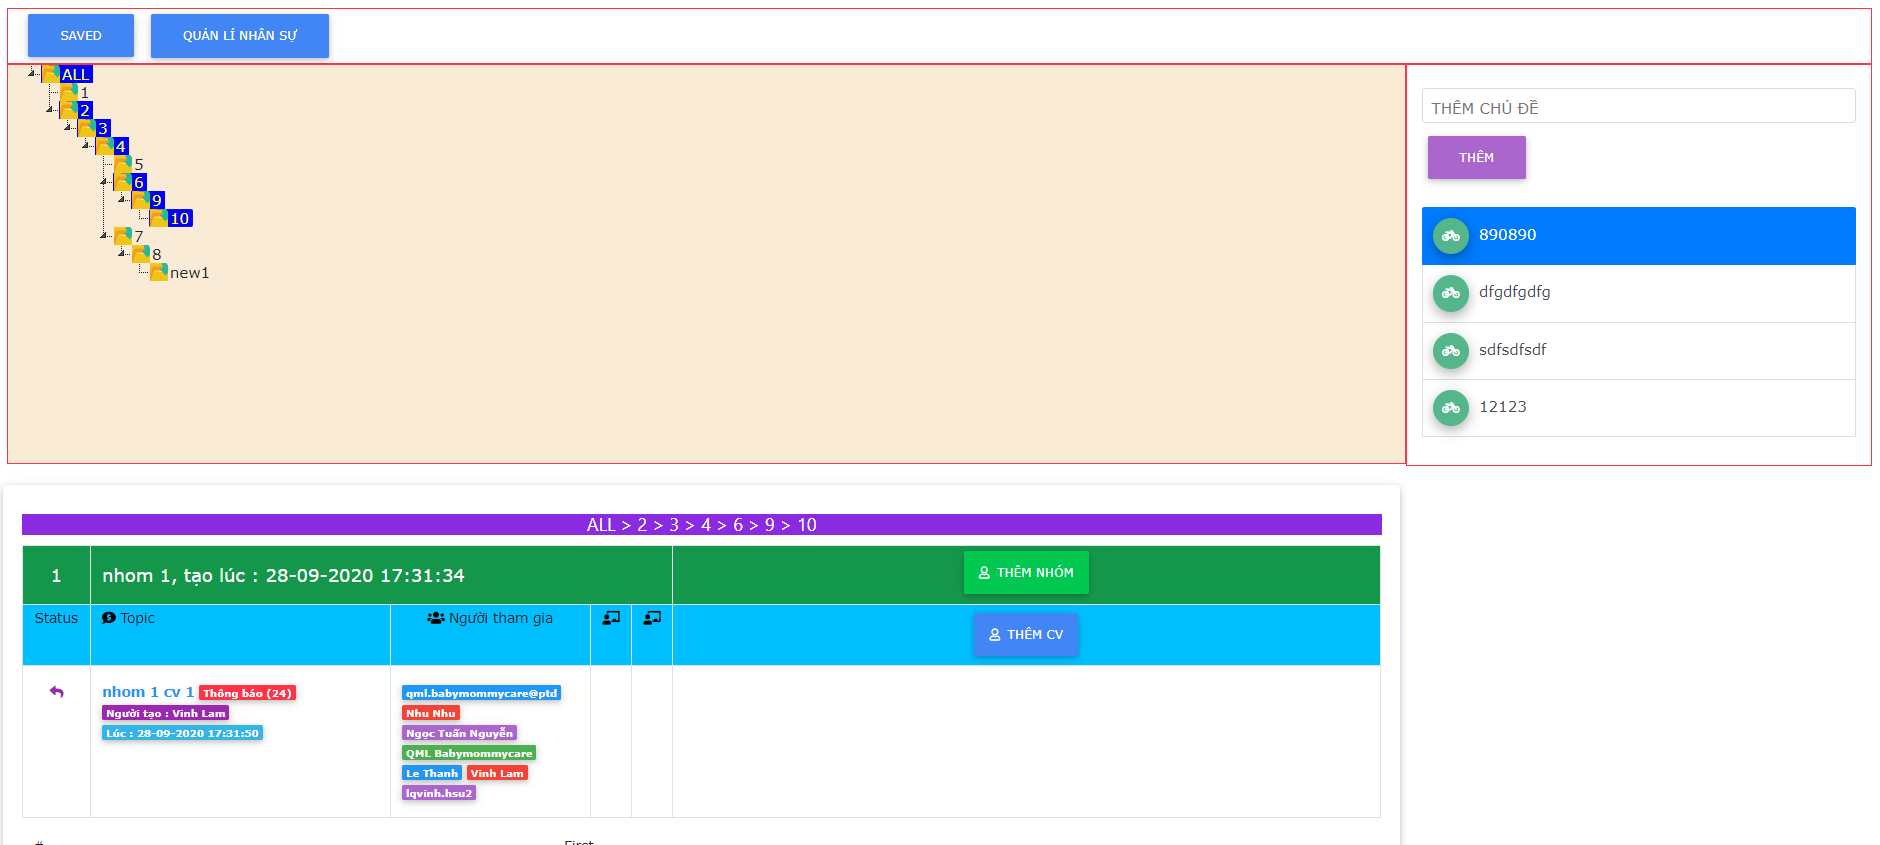 SAVED
QUẢN LÍ NHÂN SỰ
ALL
1
2
3
4
5
6
9
10
7
8
new1
THÊM CHỦ ĐỀ
THÊM
890890
dfgdfgdfg
sdfsdfsdf
12123
ALL > 2 > 3 > 4 > 6 > 9 > 10
1 nhom 1, tạo lúc : 28-09-2020 17:31:34 THÊM NHÓM
Status Topic Người tham gia THÊM CV
nhom 1 cv 1 Thông báo (24)
Người tạo : Vinh Lam
Lúc : 28-09-2020 17:31:50
qml.babymommycare@ptd
Nhu Nhu
Ngọc Tuấn Nguyễn
QML Babymommycare
Le Thanh Vinh Lam
lqvinh.hsu2
# First